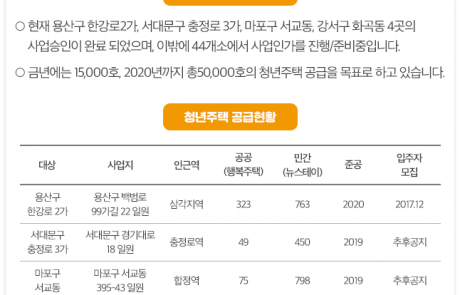 ○ 현재 용산구 한강로2가, 서대문구 충정로 3가, 마포구 서교동, 강서구 화곡동 4곳의
사업승인이 완료 되었으며, 이밖에 44개소에서 사업인가를 진행/준비중입니다.
○ 금년에는 15,000호, 2020년까지 총50,000호의 청년주택 공급을 목표로 하고 있습니다.
청년주택 공급현황
대상 사업지 인근역 공공 (행복주택) 민간 (뉴스테이) 준공 입주자 모집
용산구 용산구 백범로
한강로 2가 99가길 22 일원 삼각지역 323 763 2020 2017.12
서대문구 서대문구 경기대로
충정로 3가 18 일원 충정로역 49 450 2019 추후공지
마포구 마포구 서교동
서교동 395-43 일원 합정역 75 798 2019 추후공지